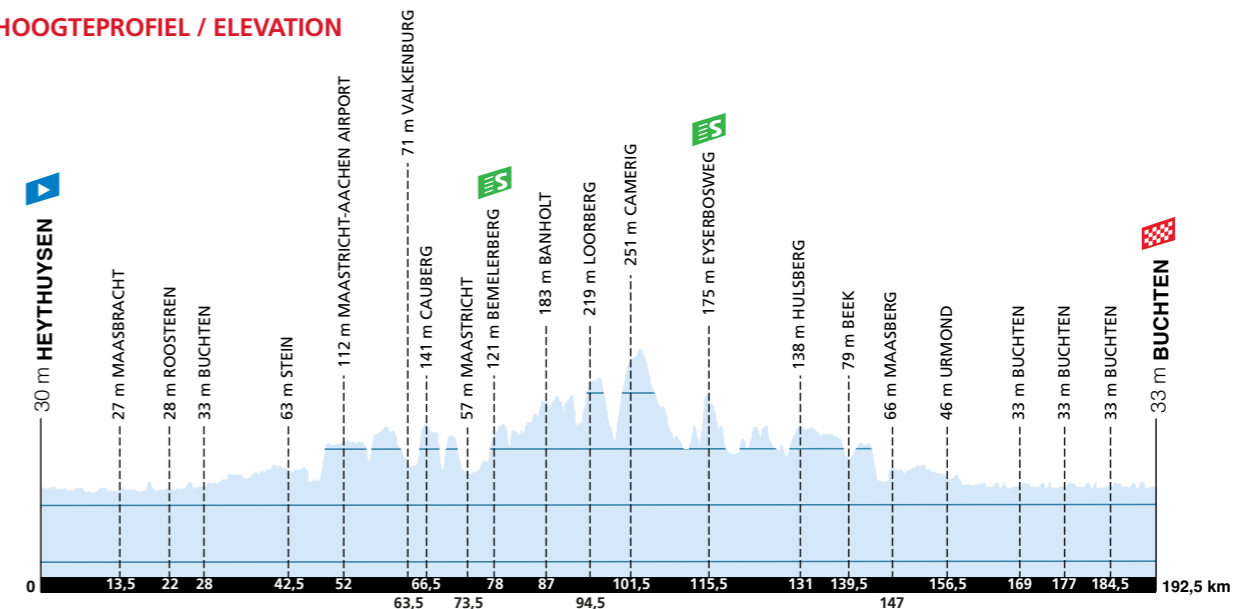 HOOGTEPROFIEL / ELEVATION
30 m HEYTHUYSEN
27 m MAASBRACHT
28 m ROOSTEREN
33 m BUCHTEN
63 m STEIN
112 m MAASTRICHT-AACHEN AIRPORT
71 m VALKENBURG
141 m CAUBERG
57 m MAASTRICHT
S
121 m BEMELERBERG
183 m BANHOLT
219 m LOORBERG
251 m CAMERIG
S
175 m EYSERBOSWEG
138 m HULSBERG
79 m BEEK
66 m MAASBERG
46 m URMOND
33 m BUCHTEN
33 m BUCHTEN
33 m BUCHTEN
33 m BUCHTEN
0 13,5 22 28 42,5 52 66,5 78 87 101,5 115,5 131 139,5 156,5 169 177 184,5 192,5 km
63,5 73,5 94,5 147